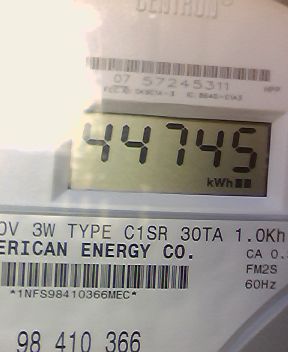 CENTRON®
07 57245311
44745
kWh
0V 3W TYPE C1SR 30TA 1.0Kh
ERICAN ENERGY CO.
CA 0.
*1NFS98410366MEC*
FM2S
60Hz
98 410 366